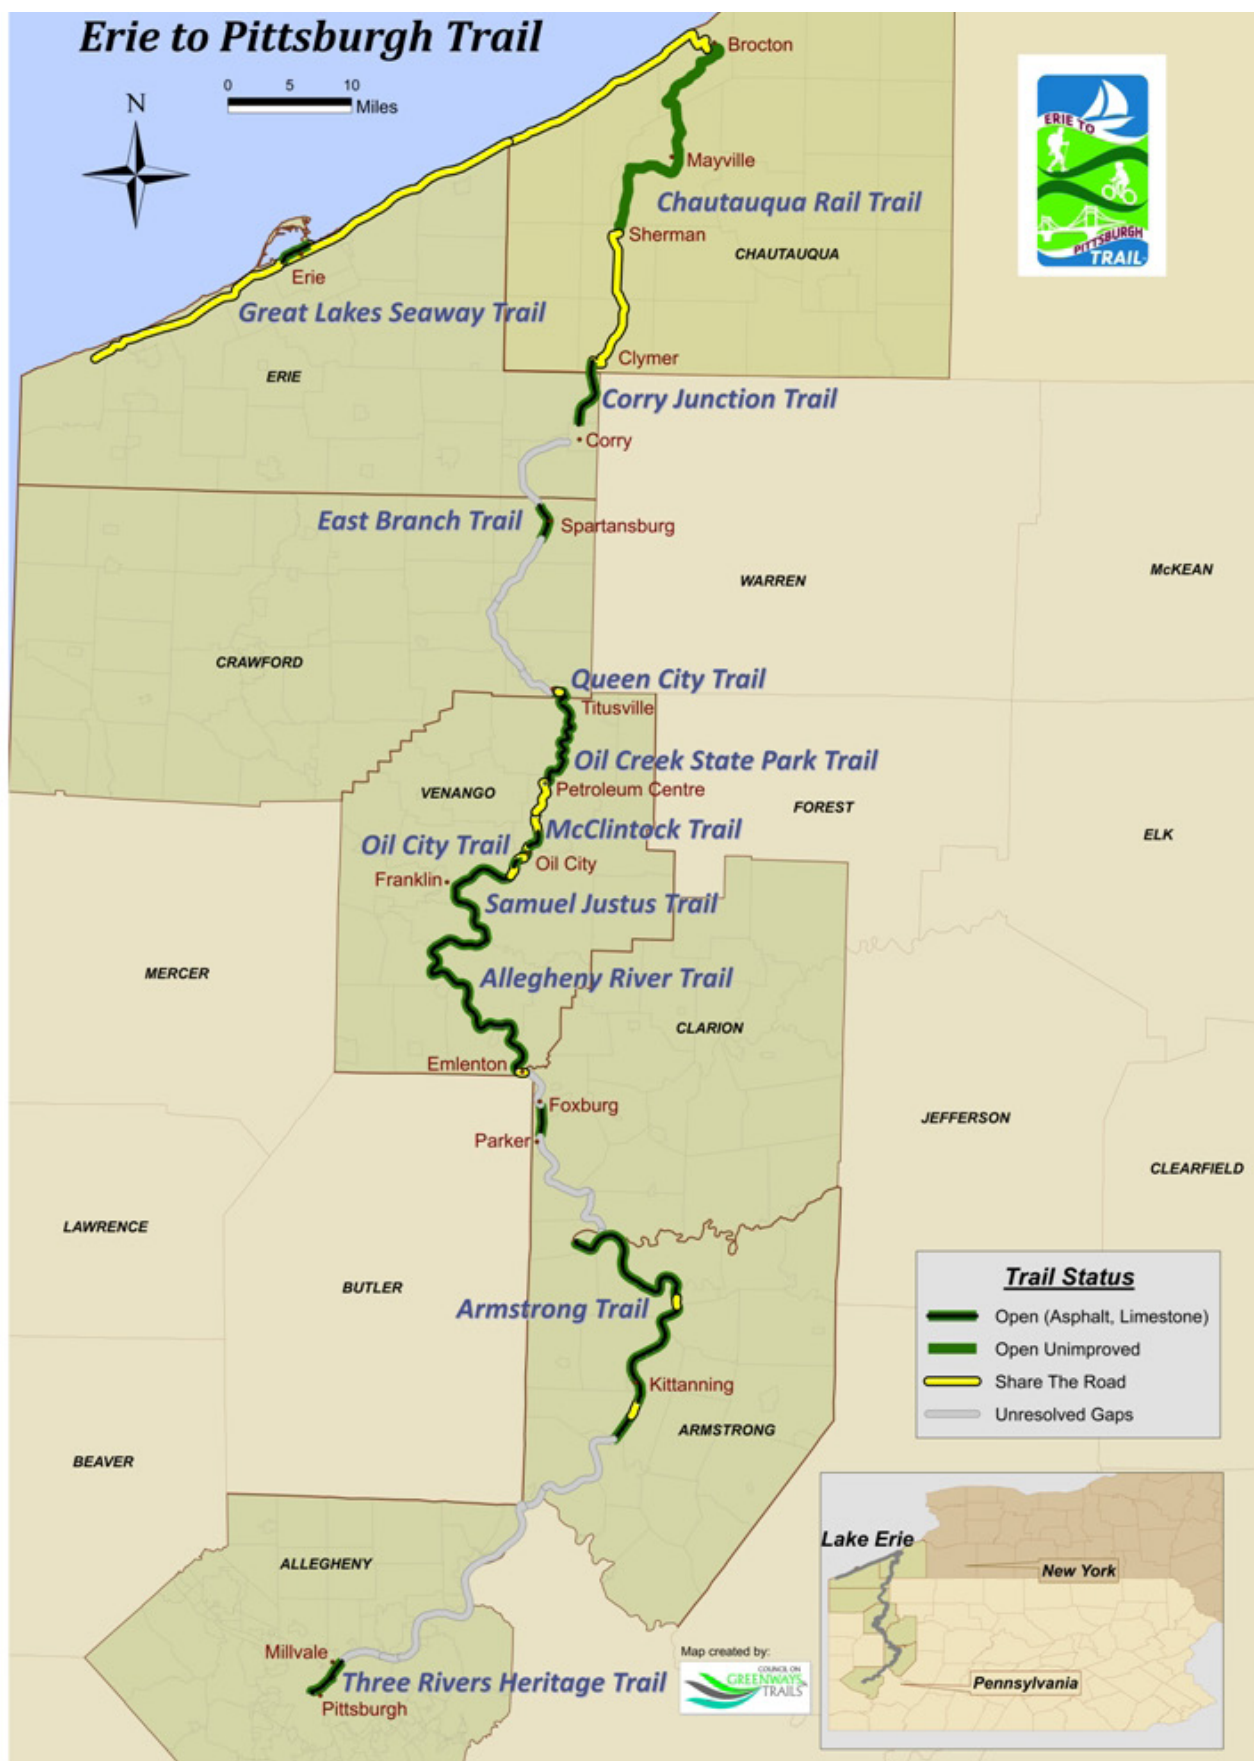 Erie to Pittsburgh Trail
0 5 10
Miles
N
Brocton
ERIE TO
PITTSBURGH
TRAIL
Mayville
Chautauqua Rail Trail
Sherman
CHAUTAUQUA
Erie
Great Lakes Seaway Trail
Clymer
ERIE
Corry Junction Trail
Corry
East Branch Trail
Spartansburg
WARREN
McKEAN
CRAWFORD
Queen City Trail
Titusville
Oil Creek State Park Trail
Petroleum Centre
VENANGO
FOREST
McClintock Trail
ELK
Oil City Trail
Oil City
Franklin
Samuel Justus Trail
MERCER
Allegheny River Trail
CLARION
Emlenton
Foxburg
JEFFERSON
Parker
CLEARFIELD
LAWRENCE
BUTLER
Armstrong Trail
Trail Status
Open (Asphalt, Limestone)
Open Unimproved
Share The Road
Unresolved Gaps
Kittanning
ARMSTRONG
BEAVER
ALLEGHENY
Lake Erie
New York
Pennsylvania
Millvale
Three Rivers Heritage Trail
Pittsburgh
Map created by:
COUNCIL ON
GREENWAYS
TRAILS